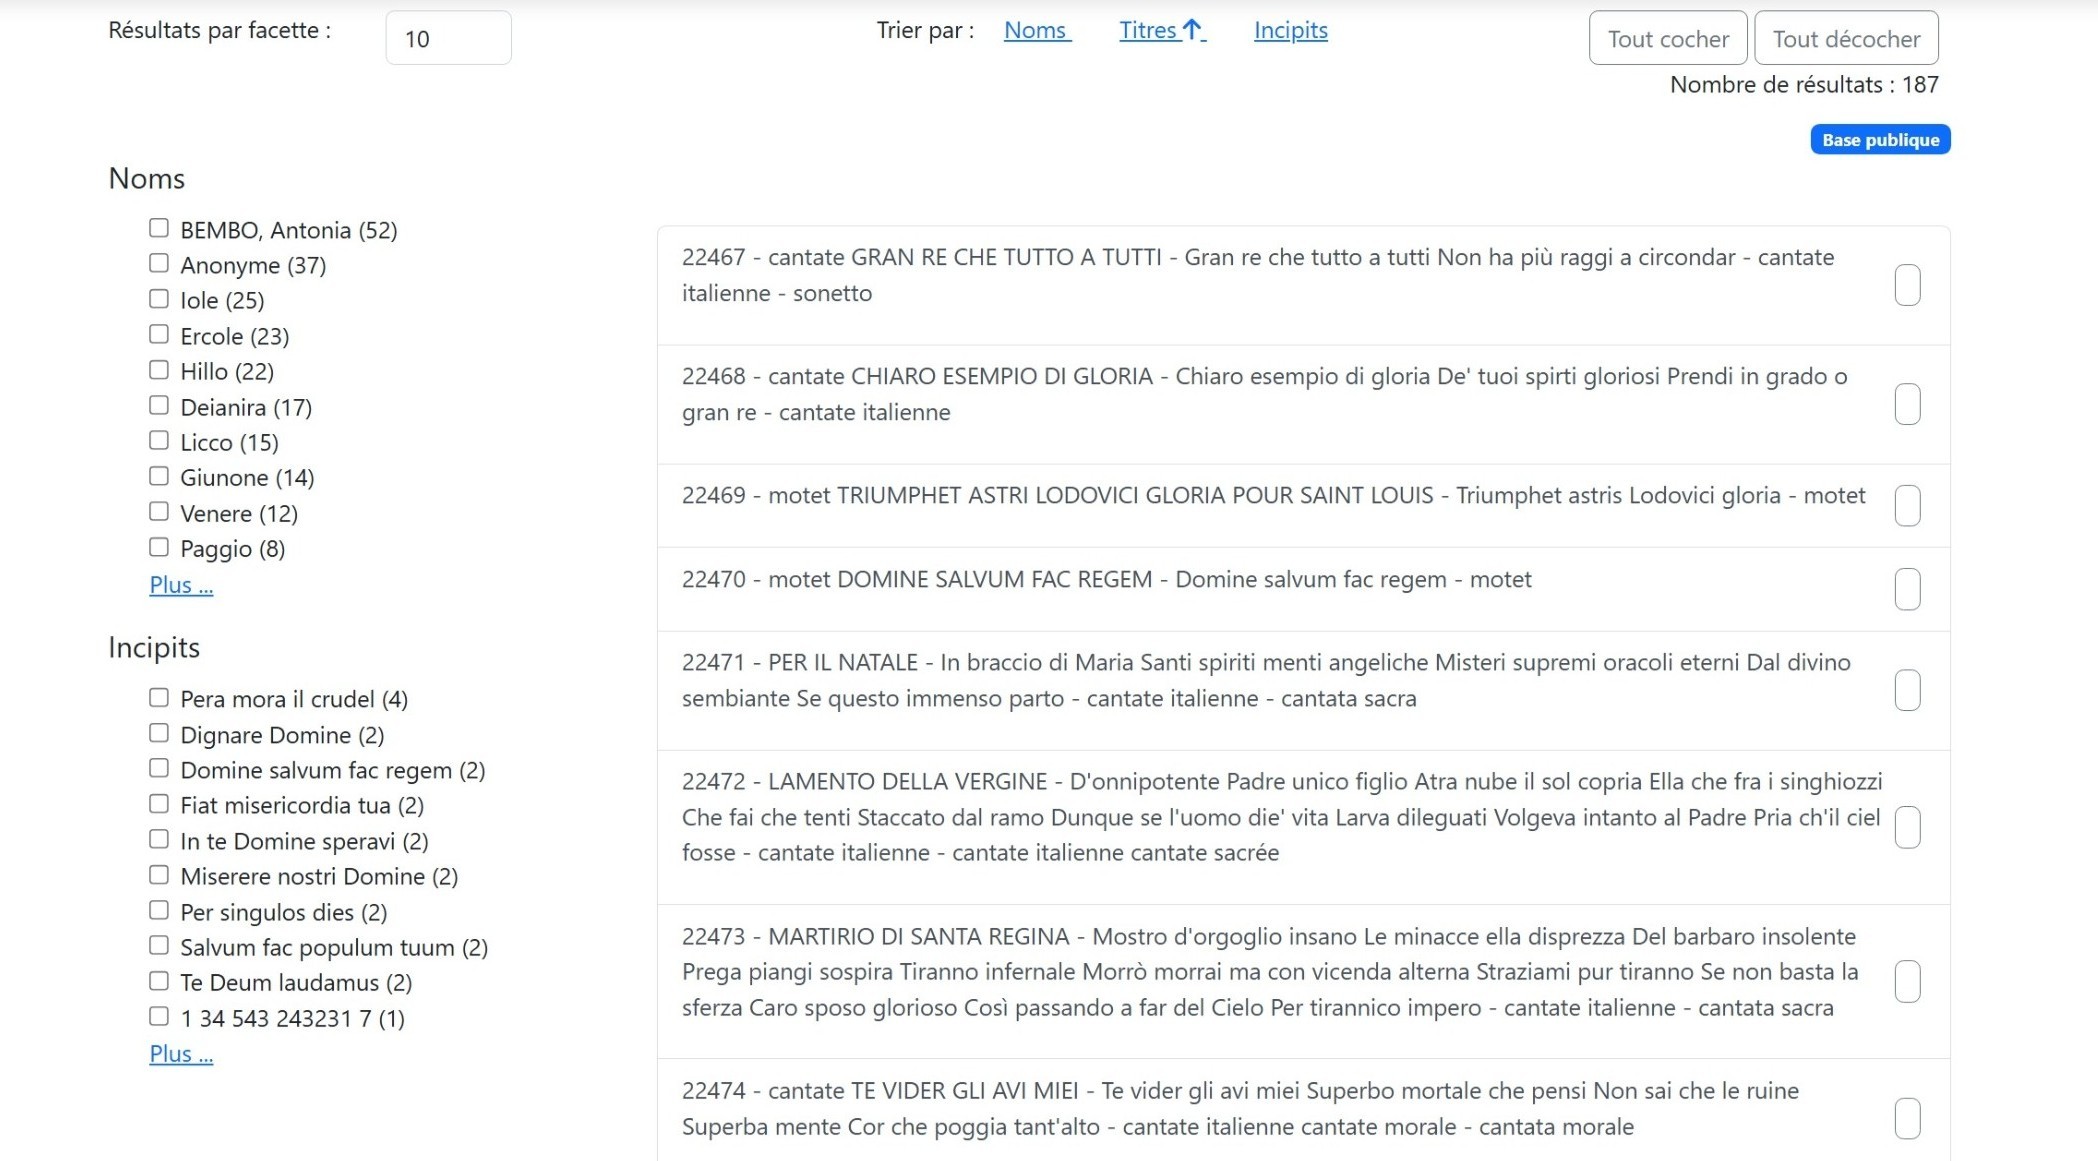 Résultats par facette :
10
Trier par :
Noms
Titres
Incipits
Tout cocher
Tout décocher
Nombre de résultats : 187
Base publique
Noms
BEMBO, Antonia (52)
Anonyme (37)
Iole (25)
Ercole (23)
Hillo (22)
Deianira (17)
Licco (15)
Giunone (14)
Venere (12)
Paggio (8)
Plus ...
Incipits
Pera mora il crudel (4)
Dignare Domine (2)
Domine salvum fac regem (2)
Fiat misericordia tua (2)
In te Domine speravi (2)
Miserere nostri Domine (2)
Per singulos dies (2)
Salvum fac populum tuum (2)
Te Deum laudamus (2)
1 34 543 243231 7 (1)
Plus ...
22467 - cantate GRAN RE CHE TUTTO A TUTTI - Gran re che tutto a tutti Non ha più raggi a circondar - cantate
italienne - sonetto
22468 - cantate CHIARO ESEMPIO DI GLORIA - Chiaro esempio di gloria De' tuoi spirti gloriosi Prendi in grado o
gran re - cantate italienne
22469 - motet TRIUMPHET ASTRI LODOVICI GLORIA POUR SAINT LOUIS - Triumphet astris Lodovici gloria - motet
22470 - motet DOMINE SALVUM FAC REGEM - Domine salvum fac regem - motet
22471 - PER IL NATALE - In braccio di Maria Santi spiriti menti angeliche Misteri supremi oracoli eterni Dal divino
sembiante Se questo immenso parto - cantate italienne - cantata sacra
22472 - LAMENTO DELLA VERGINE - D'onnipotente Padre unico figlio Atra nube il sol copria Ella che fra i singhiozzi
Che fai che tenti Staccato dal ramo Dunque se l'uomo die' vita Larva dileguati Volgeva intanto al Padre Pria ch'il ciel
fosse - cantate italienne - cantate italienne cantate sacrée
22473 - MARTIRIO DI SANTA REGINA - Mostro d'orgoglio insano Le minacce ella disprezza Del barbaro insolente
Prega piangi sospira Tiranno infernale Morrò morrai ma con vicenda alterna Straziami pur tiranno Se non basta la
sferza Caro sposo glorioso Così passando a far del Cielo Per tirannico impero - cantate italienne - cantata sacra
22474 - cantate TE VIDER GLI AVI MIEI - Te vider gli avi miei Superbo mortale che pensi Non sai che le ruine
Superba mente Cor che poggia tant'alto - cantate italienne cantate morale - cantata morale